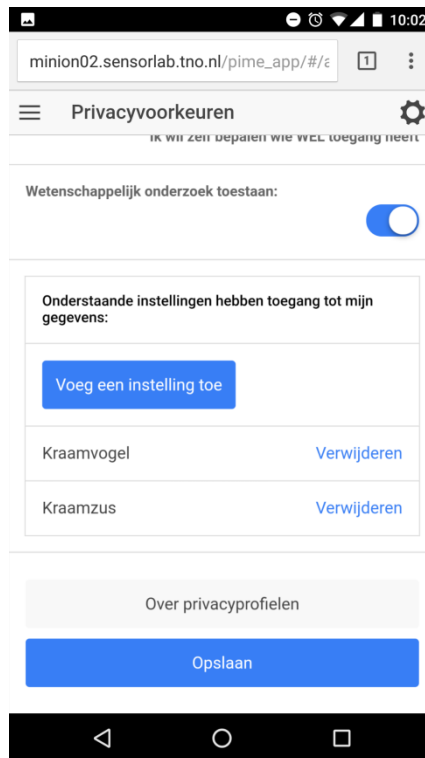 10:02
minion02.sensorlab.tno.nl/pime_app/#/a
1
Privacyvoorkeuren
Ik wil zelf bepalen wie WEL toegang heeft
Wetenschappelijk onderzoek toestaan:
Onderstaande instellingen hebben toegang tot mijn
gegevens:
Voeg een instelling toe
Kraamvogel Verwijderen
Kraamzus Verwijderen
Over privacyprofielen
Opslaan